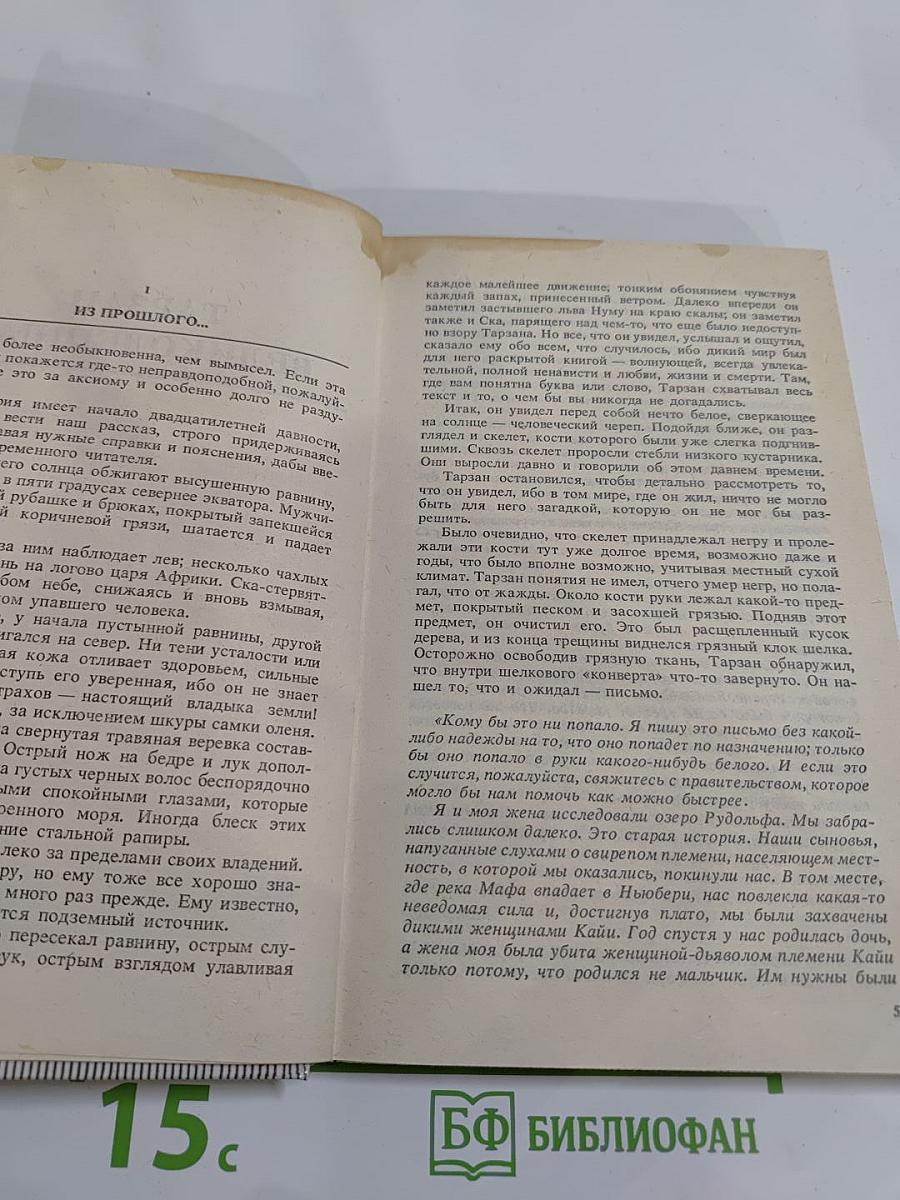 I
ИЗ ПРОШЛОГО...
более необыкновенна, чем вымысел. Если эта
покажется где-то неправдоподобной, пожалуй-
е это за аксиому и особенно долго не разду-
рия имеет начало двадцатилетней давности,
вести наш рассказ, строго придерживаясь
авая нужные справки и пояснения, дабы вве-
ременного читателя.
его солнца обжигают высушенную равнину,
в пяти градусах севернее экватора. Мужчи-
й рубашке и брюках, покрытый запекшейся
й коричневой грязи, шатается и падает
за ним наблюдает лев; несколько чахлых
нь на логово царя Африки. Ска-стервят-
бом небе, снижаясь и вновь взмывая,
ом упавшего человека.
, у начала пустынной равнины, другой
игался на север. Ни тени усталости или
ая кожа отливает здоровьем, сильные
ступь его уверенная, ибо он не знает
трахов — настоящий владыка земли!
, за исключением шкуры самки оленя.
а свернутая травяная веревка состав-
Острый нож на бедре и лук допол-
а густых черных волос беспорядочно
ыми спокойными глазами, которые
оенного моря. Иногда блеск этих
ние стальной рапиры.
леко за пределами своих владений.
ру, но ему тоже все хорошо зна-
много раз прежде. Ему известно,
ется подземный источник.
о пересекал равнину, острым слу-
ук, острым взглядом улавливая
каждое малейшее движение, тонким обонянием чувствуя
каждый запах, принесенный ветром. Далеко впереди он
заметил застывшего льва Нуму на краю скалы; он заметил
также и Ска, парящего над чем-то, что еще было недоступ-
но взору Тарзана. Но все, что он увидел, услышал и ощутил,
сказало ему обо всем, что случилось, ибо дикий мир был
для него раскрытой книгой — волнующей, всегда увлека-
тельной, полной ненависти и любви, жизни и смерти. Там,
где вам понятна буква или слово, Тарзан схватывал весь
текст и то, о чем бы вы никогда не догадались.
Итак, он увидел перед собой нечто белое, сверкающее
на солнце — человеческий череп. Подойдя ближе, он раз-
глядел и скелет, кости которого были уже слегка подгнив-
шими. Сквозь скелет проросли стебли низкого кустарника.
Они выросли давно и говорили об этом давнем времени.
Тарзан остановился, чтобы детально рассмотреть то,
что он увидел, ибо в том мире, где он жил, ничто не могло
быть для него загадкой, которую он не мог бы раз-
решить.
Было очевидно, что скелет принадлежал негру и проле-
жали эти кости тут уже долгое время, возможно даже и
годы, что было вполне возможно, учитывая местный сухой
климат. Тарзан понятия не имел, отчего умер негр, но пола-
гал, что от жажды. Около кости руки лежал какой-то пред-
мет, покрытый песком и засохшей грязью. Подняв этот
предмет, он очистил его. Это был расщепленный кусок
дерева, и из конца трещины виднелся грязный клок шелка.
Осторожно освободив грязную ткань, Тарзан обнаружил,
что внутри шелкового «конверта» что-то завернуто. Он на-
шел то, что и ожидал — письмо.
«Кому бы это ни попало. Я пишу это письмо без какой-
либо надежды на то, что оно попадет по назначению; только
бы оно попало в руки какого-нибудь белого. И если это
случится, пожалуйста, свяжитесь с правительством, которое
могло бы нам помочь как можно быстрее.
Я и моя жена исследовали озеро Рудольфа. Мы забра-
лись слишком далеко. Это старая история. Наши сыновья,
напуганные слухами о свирепом племени, населяющем мест-
ность, в которой мы оказались, покинули нас. В том месте,
где река Мафа впадает в Ньюбери, нас повлекла какая-то
неведомая сила и, достигнув плато, мы были захвачены
дикими женщинами Кайи. Год спустя у нас родилась дочь,
а жена моя была убита женщиной-дьяволом племени Кайи
только потому, что родился не мальчик. Им нужны были
5
15 с
БФ БИБЛИОФАН